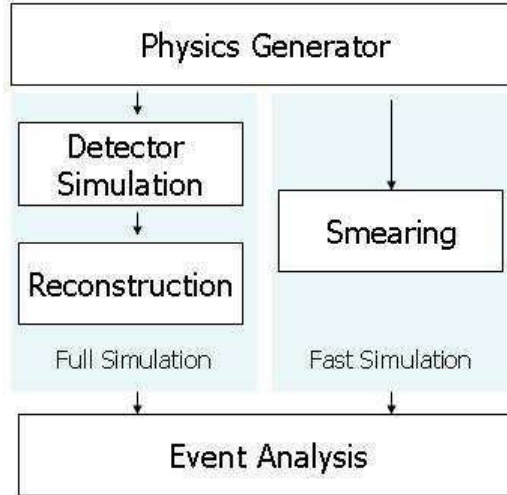 Physics Generator
Detector
Simulation
Reconstruction
Full Simulation
Smearing
Fast Simulation
Event Analysis